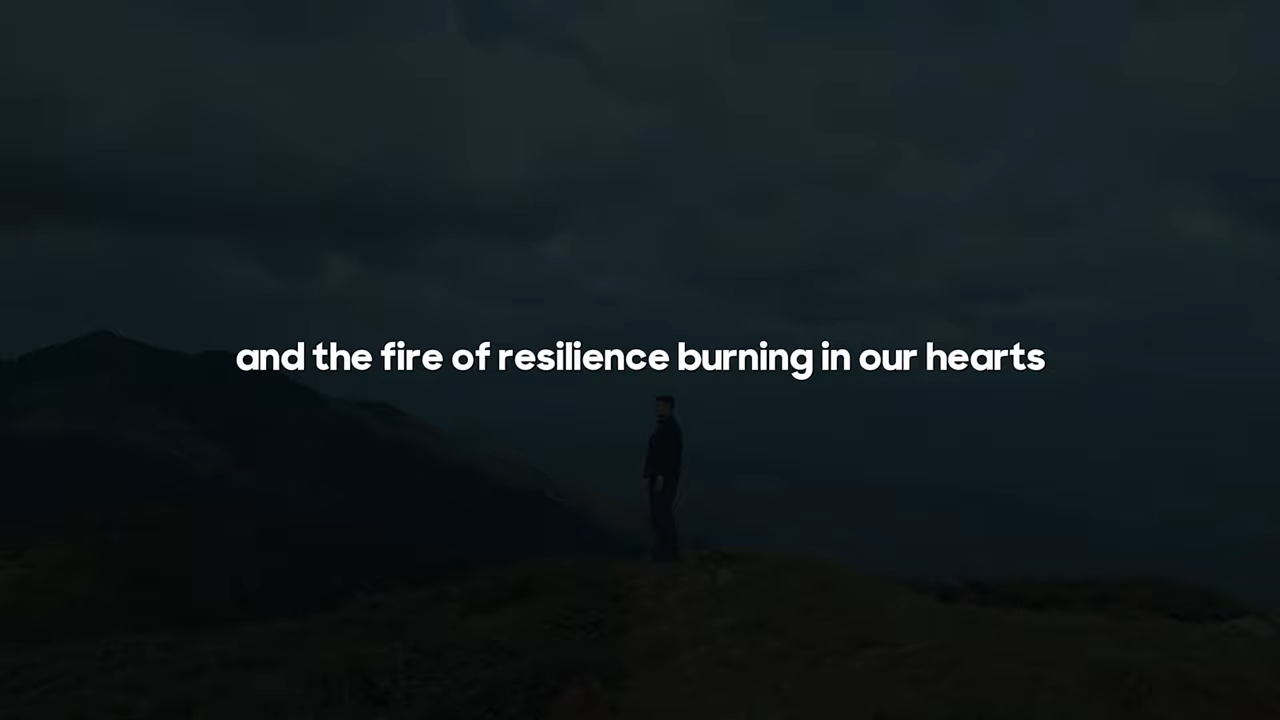 and the fire of resilience burning in our hearts